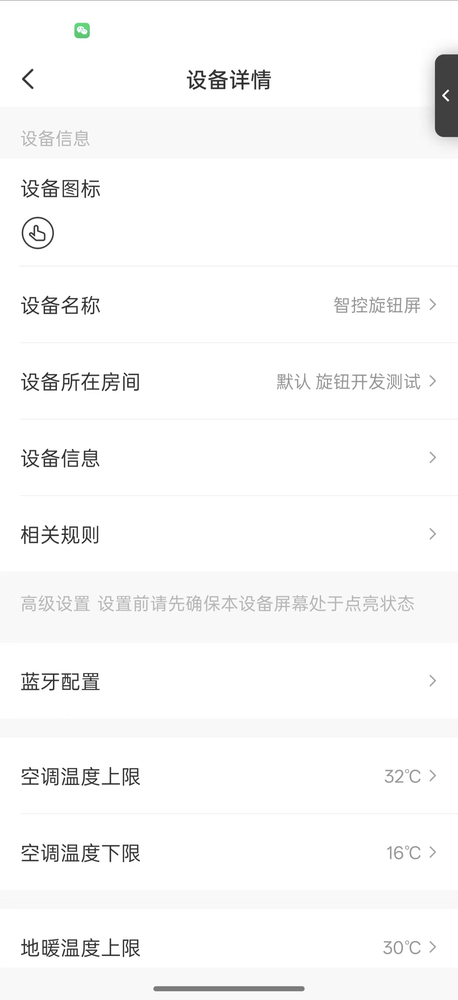 设备详情
设备信息
设备图标
设备名称 智控旋钮屏
设备所在房间 默认 旋钮开发测试
设备信息
相关规则
高级设置 设置前请先确保本设备屏幕处于点亮状态
蓝牙配置
空调温度上限 32℃
空调温度下限 16℃
地暖温度上限 30℃